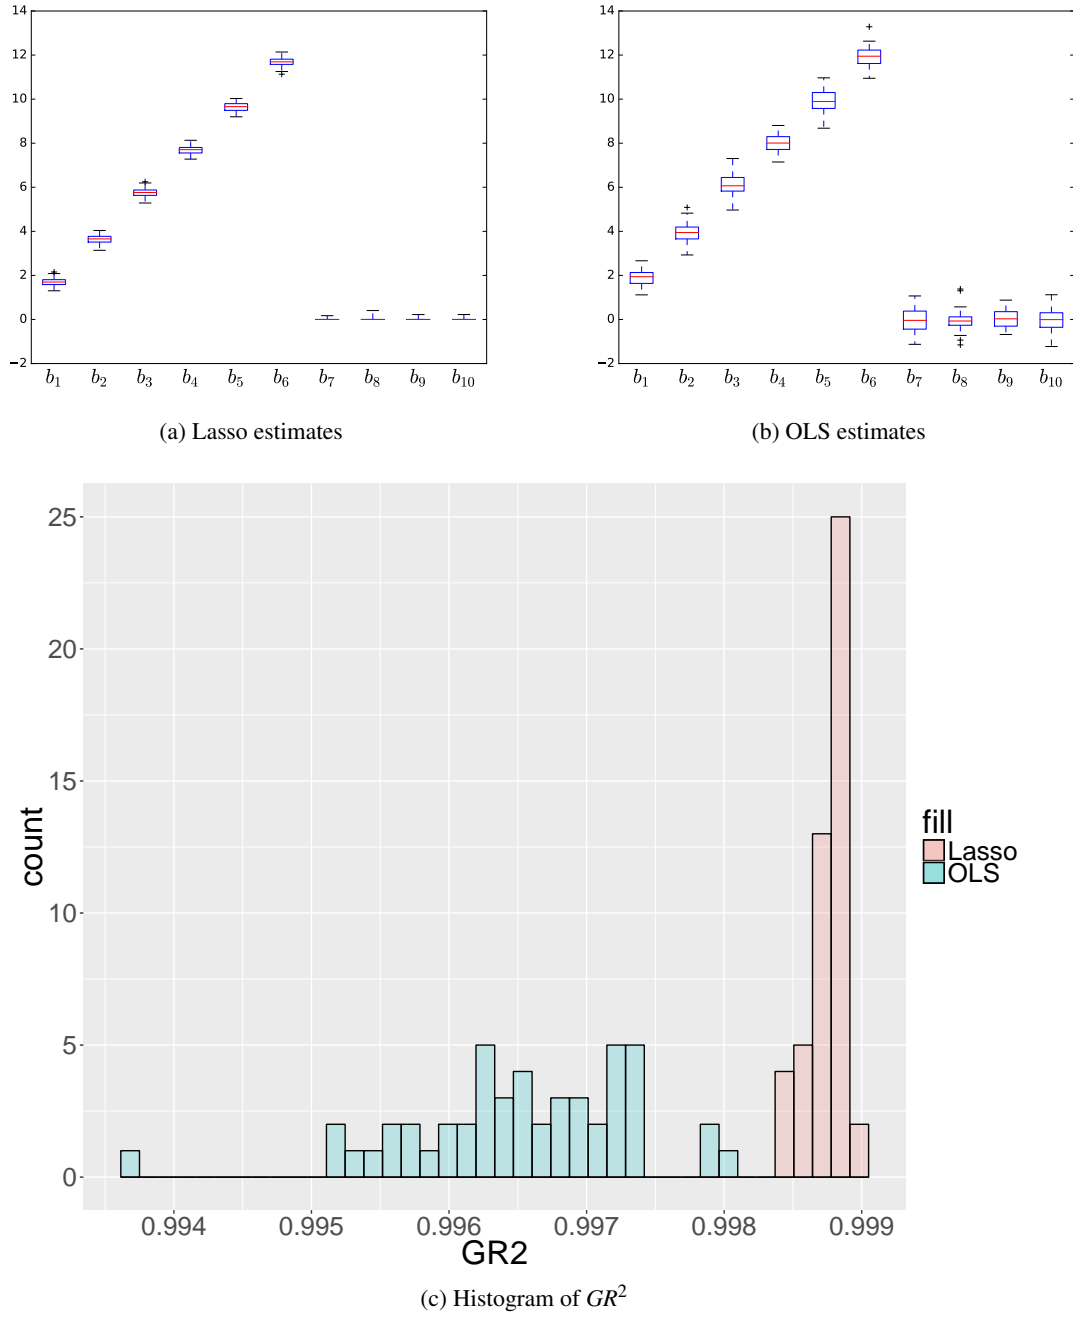 14
12
10
8
6
4
2
0
−2
b1 b2 b3 b4 b5 b6 b7 b8 b9 b10
(a) Lasso estimates
14
12
10
8
6
4
2
0
−2
b1 b2 b3 b4 b5 b6 b7 b8 b9 b10
(b) OLS estimates
25
20
15
10
5
0
count
0.994 0.995 0.996 0.997 0.998 0.999
GR2
fill
Lasso
OLS
(c) Histogram of GR²